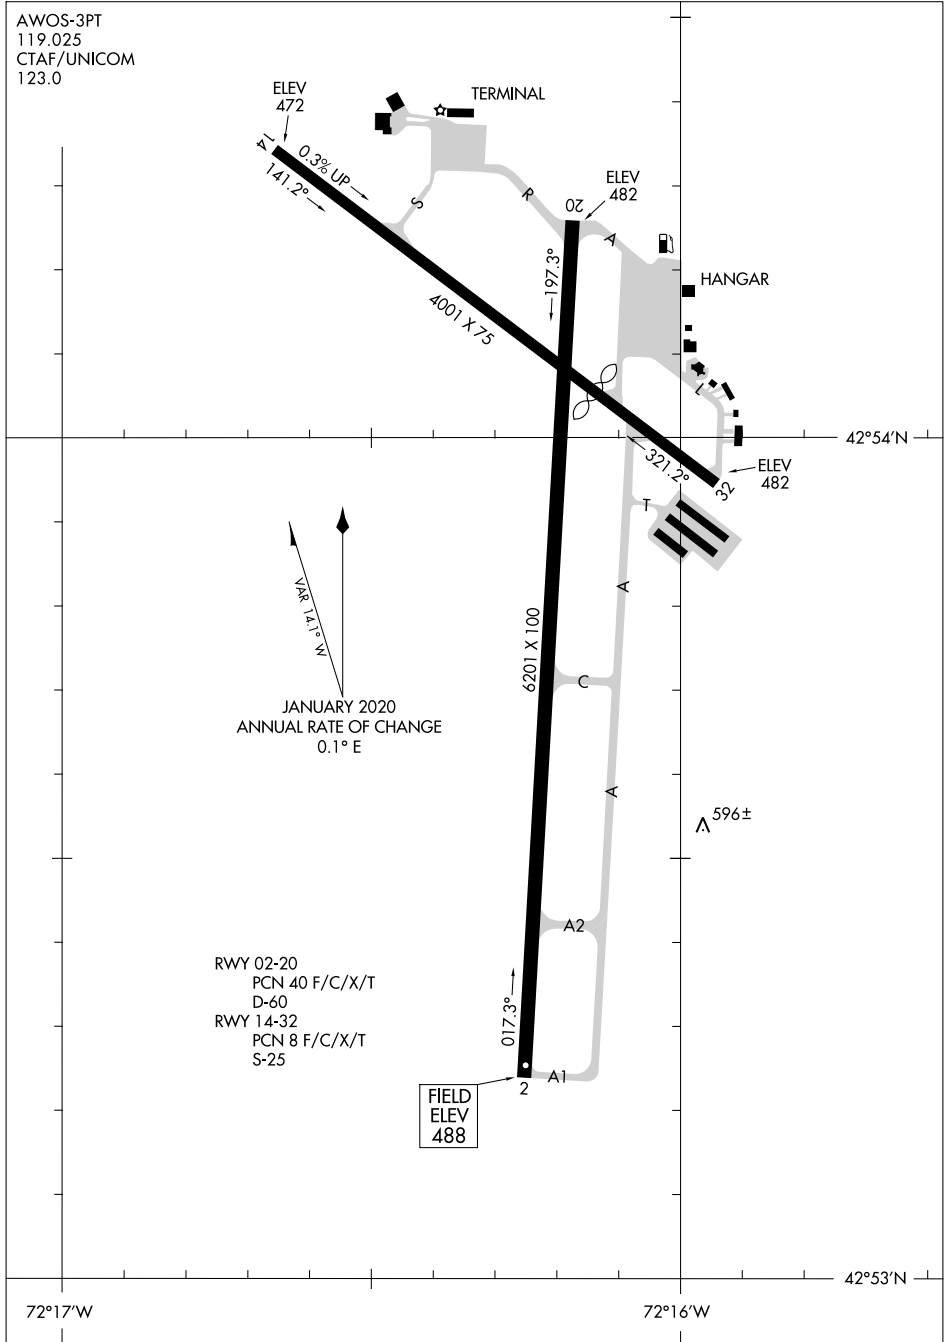 AWOS-3PT
119.025
CTAF/UNICOM
123.0
ELEV
472
TERMINAL
14
0.3% UP
141.2°
S
R
ELEV
482
20
A
197.3°
HANGAR
4001 X 75
L
42°54'N
321.2°
ELEV
482
32
T
VAR 14.1° W
A
6201 X 100
C
JANUARY 2020
ANNUAL RATE OF CHANGE
0.1° E
A
596±
A2
RWY 02-20
PCN 40 F/C/X/T
D-60
RWY 14-32
PCN 8 F/C/X/T
S-25
017.3°
A1
2
FIELD
ELEV
488
42°53'N
72°17'W
72°16'W